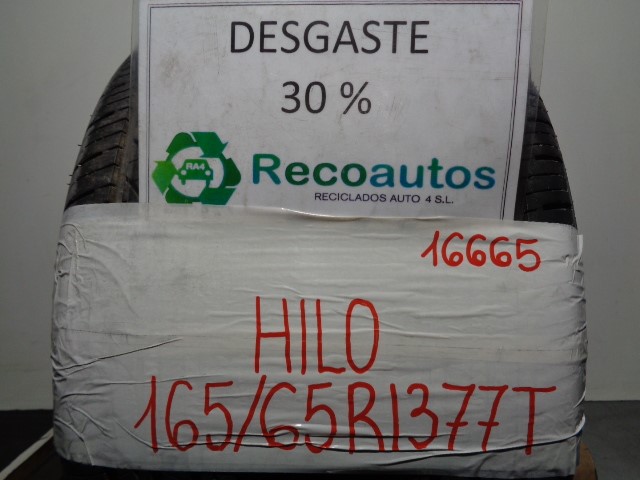 DESGASTE
30 %
RA4
Recoautos
RECICLADOS AUTO 4 S.L.
16665
HILO
165/65R1377T